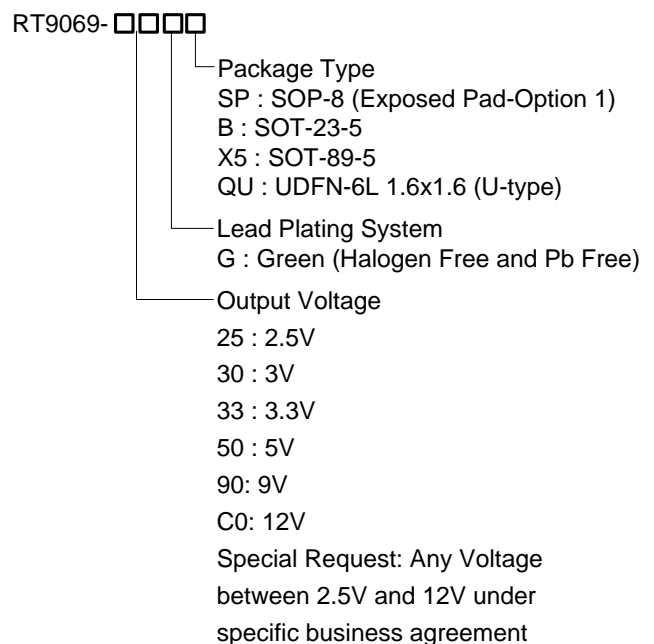 RT9069-
Package Type
SP : SOP-8 (Exposed Pad-Option 1)
B : SOT-23-5
X5 : SOT-89-5
QU : UDFN-6L 1.6x1.6 (U-type)
Lead Plating System
G : Green (Halogen Free and Pb Free)
Output Voltage
25 : 2.5V
30 : 3V
33 : 3.3V
50 : 5V
90: 9V
C0: 12V
Special Request: Any Voltage
between 2.5V and 12V under
specific business agreement